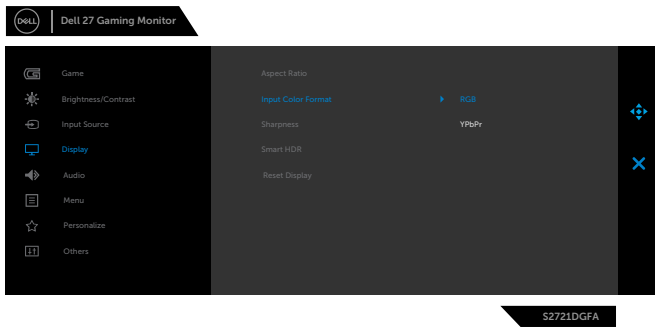 DELL
Dell 27 Gaming Monitor
Game
Aspect Ratio
Brightness/Contrast
Input Color Format
RGB
Input Source
Sharpness
YPbPr
Display
Smart HDR
Audio
Reset Display
Menu
Personalize
Others
S2721DGFA